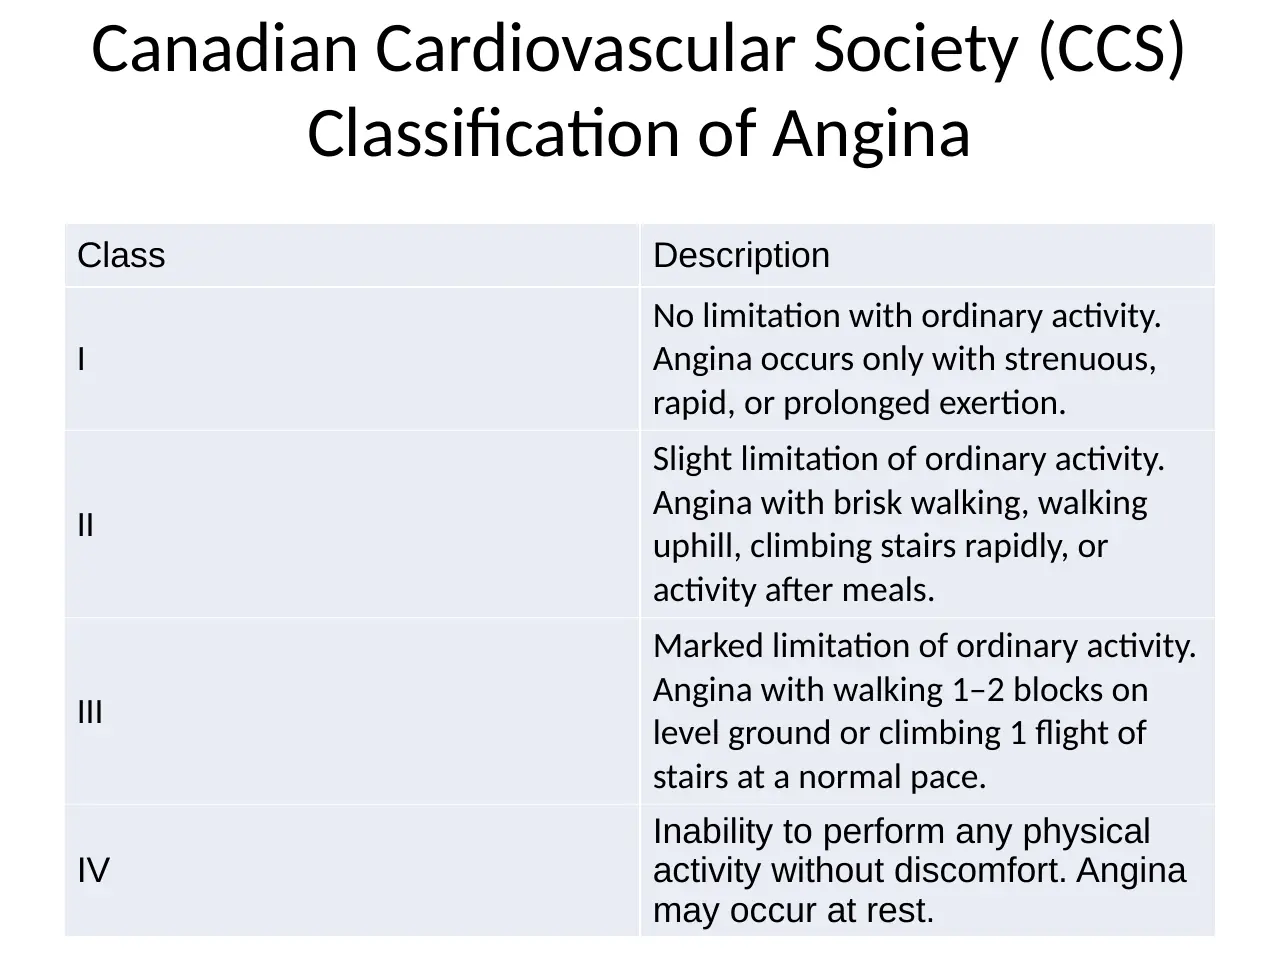 Canadian Cardiovascular Society (CCS)
Classification of Angina
Class
Description
I
No limitation with ordinary activity.
Angina occurs only with strenuous,
rapid, or prolonged exertion.
II
Slight limitation of ordinary activity.
Angina with brisk walking, walking
uphill, climbing stairs rapidly, or
activity after meals.
III
Marked limitation of ordinary activity.
Angina with walking 1–2 blocks on
level ground or climbing 1 flight of
stairs at a normal pace.
IV
Inability to perform any physical
activity without discomfort. Angina
may occur at rest.